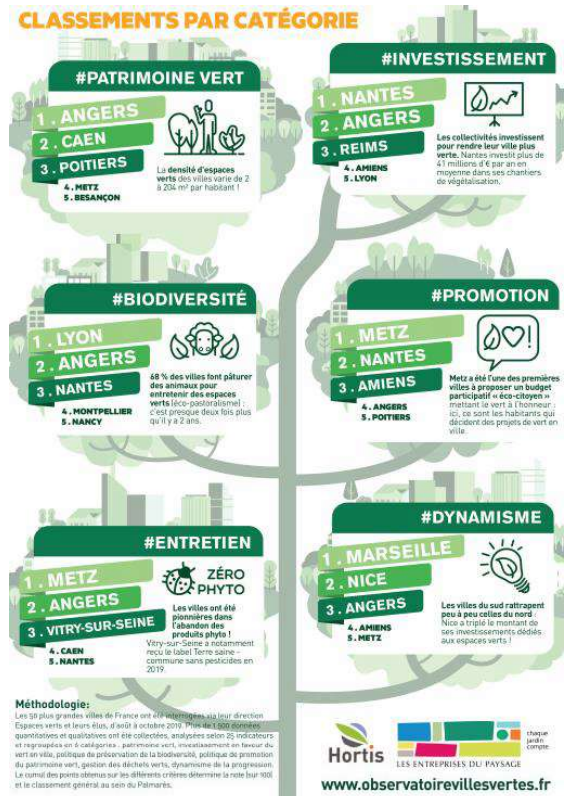 CLASSEMENTS PAR CATÉGORIE
#PATRIMOINE VERT
1. ANGERS
2. CAEN
3. POITIERS
4. METZ
5. BESANÇON
La densité d'espaces
verts des villes varie de 2
à 204 m² par habitant !
#INVESTISSEMENT
1. NANTES
2. ANGERS
3. REIMS
4. AMIENS
5. LYON
Les collectivités investissent
pour rendre leur ville plus
verte. Nantes investit plus de
41 millions d'€ par an en
moyenne dans ses chantiers
de végétalisation.
#BIODIVERSITÉ
1. LYON
2. ANGERS
3. NANTES
4. MONTPELLIER
5. NANCY
68 % des villes font pâturer
des animaux pour
entretenir des espaces
verts (éco-pastoralisme) :
c'est presque deux fois plus
qu'il y a 2 ans.
#PROMOTION
1. METZ
2. NANTES
3. AMIENS
4. ANGERS
5. POITIERS
Metz a été l'une des premières
villes à proposer un budget
participatif « éco-citoyen »
mettant le vert à l'honneur :
ici, ce sont les habitants qui
décident des projets de vert en
ville.
#ENTRETIEN
1. METZ
2. ANGERS
3. VITRY-SUR-SEINE
4. CAEN
5. NANTES
ZÉRO
PHYTO
Les villes ont été
pionnières dans
l'abandon des
produits phyto !
Vitry-sur-Seine a notamment
reçu le label Terre saine -
commune sans pesticides en
2019.
#DYNAMISME
1. MARSEILLE
2. NICE
3. ANGERS
4. AMIENS
5. METZ
Les villes du sud rattrapent
peu à peu celles du nord :
Nice a triplé le montant de
ses investissements dédiés
aux espaces verts !
Méthodologie:
Les 50 plus grandes villes de France ont été interrogées via leur direction
Espaces verts et leurs élus, d'août à octobre 2019. Plus de 1 500 données
quantitatives et qualitatives ont été collectées, analysées selon 25 indicateurs
et regroupées en 6 catégories : patrimoine vert, investissement en faveur du
vert en ville, politique de préservation de la biodiversité, politique de promotion
du patrimoine vert, gestion des déchets verts, dynamisme de la progression.
Le cumul des points obtenus sur les différents critères détermine la note (sur 100)
et le classement général au sein du Palmarès.
Hortis
LES ENTREPRISES DU PAYSAGE
chaque
jardin
compte
www.observatoirevillesvertes.fr